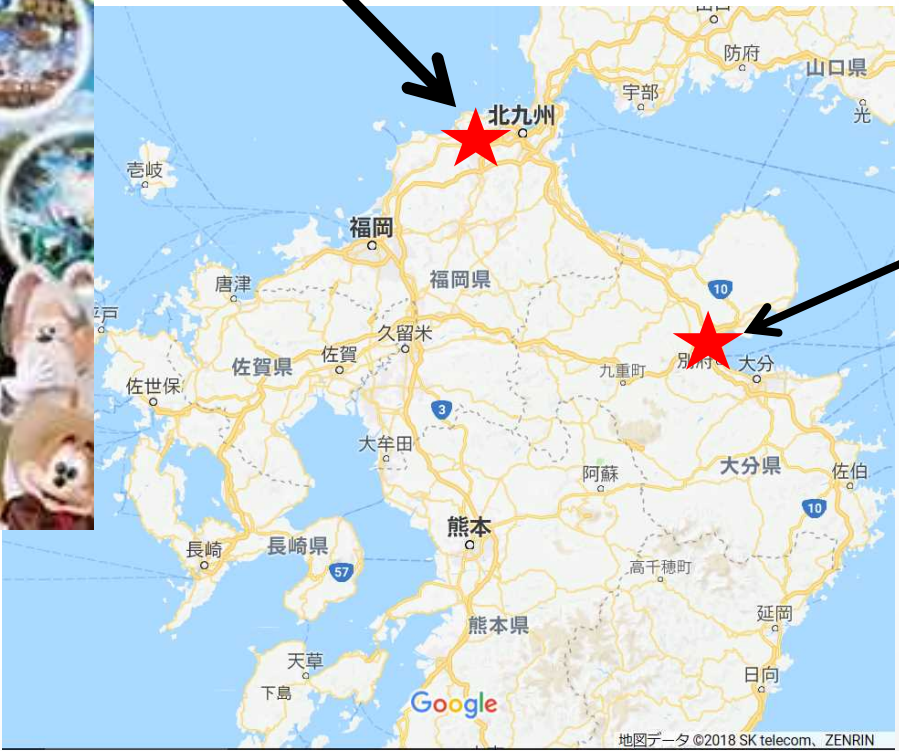 防府
山口県
宇部
光
北九州
壱岐
福岡
福岡県
唐津
10
久留米
佐賀県
佐賀
九重町
大分
佐世保
3
大牟田
大分県
阿蘇
佐伯
10
熊本
長崎
長崎県
57
高千穂町
熊本県
延岡
天草
下島
日向
Google
地図データ ©2018 SK telecom、ZENRIN